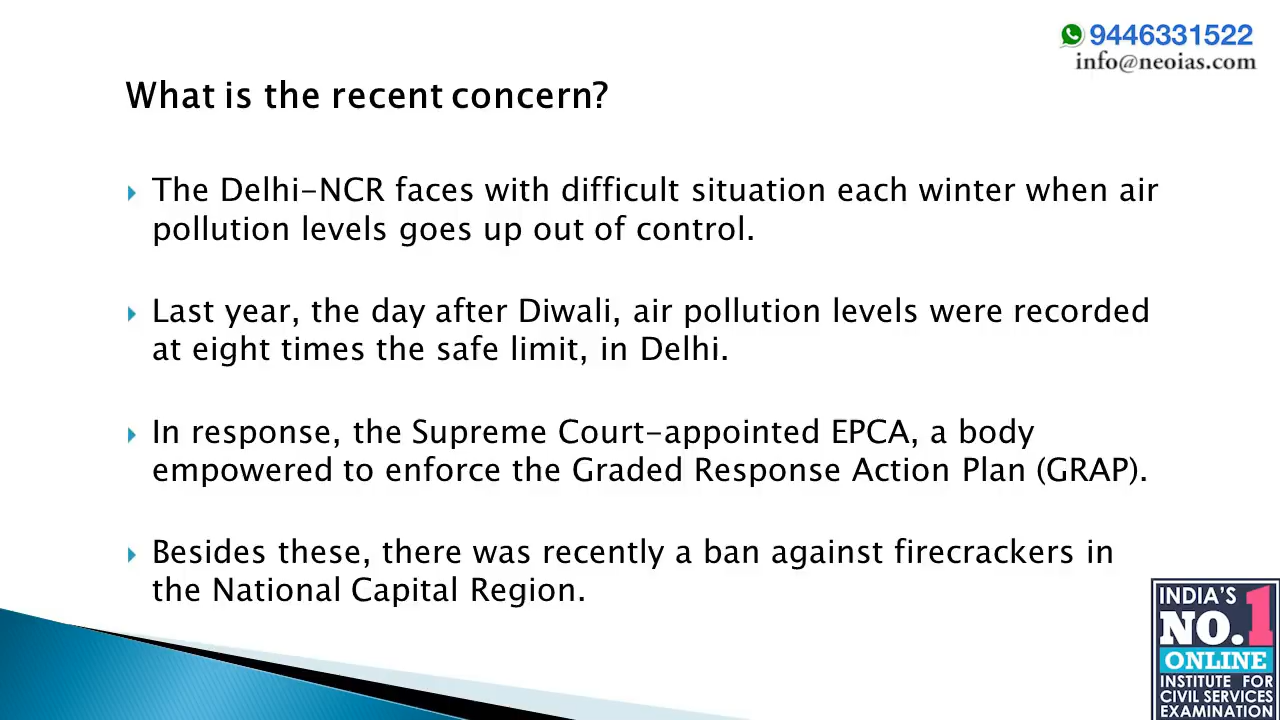 9446331522
info@neoias.com
What is the recent concern?
The Delhi-NCR faces with difficult situation each winter when air
pollution levels goes up out of control.
Last year, the day after Diwali, air pollution levels were recorded
at eight times the safe limit, in Delhi.
In response, the Supreme Court-appointed EPCA, a body
empowered to enforce the Graded Response Action Plan (GRAP).
Besides these, there was recently a ban against firecrackers in
the National Capital Region.
INDIA'S
NO.1
ONLINE
INSTITUTE FOR
CIVIL SERVICES
EXAMINATION